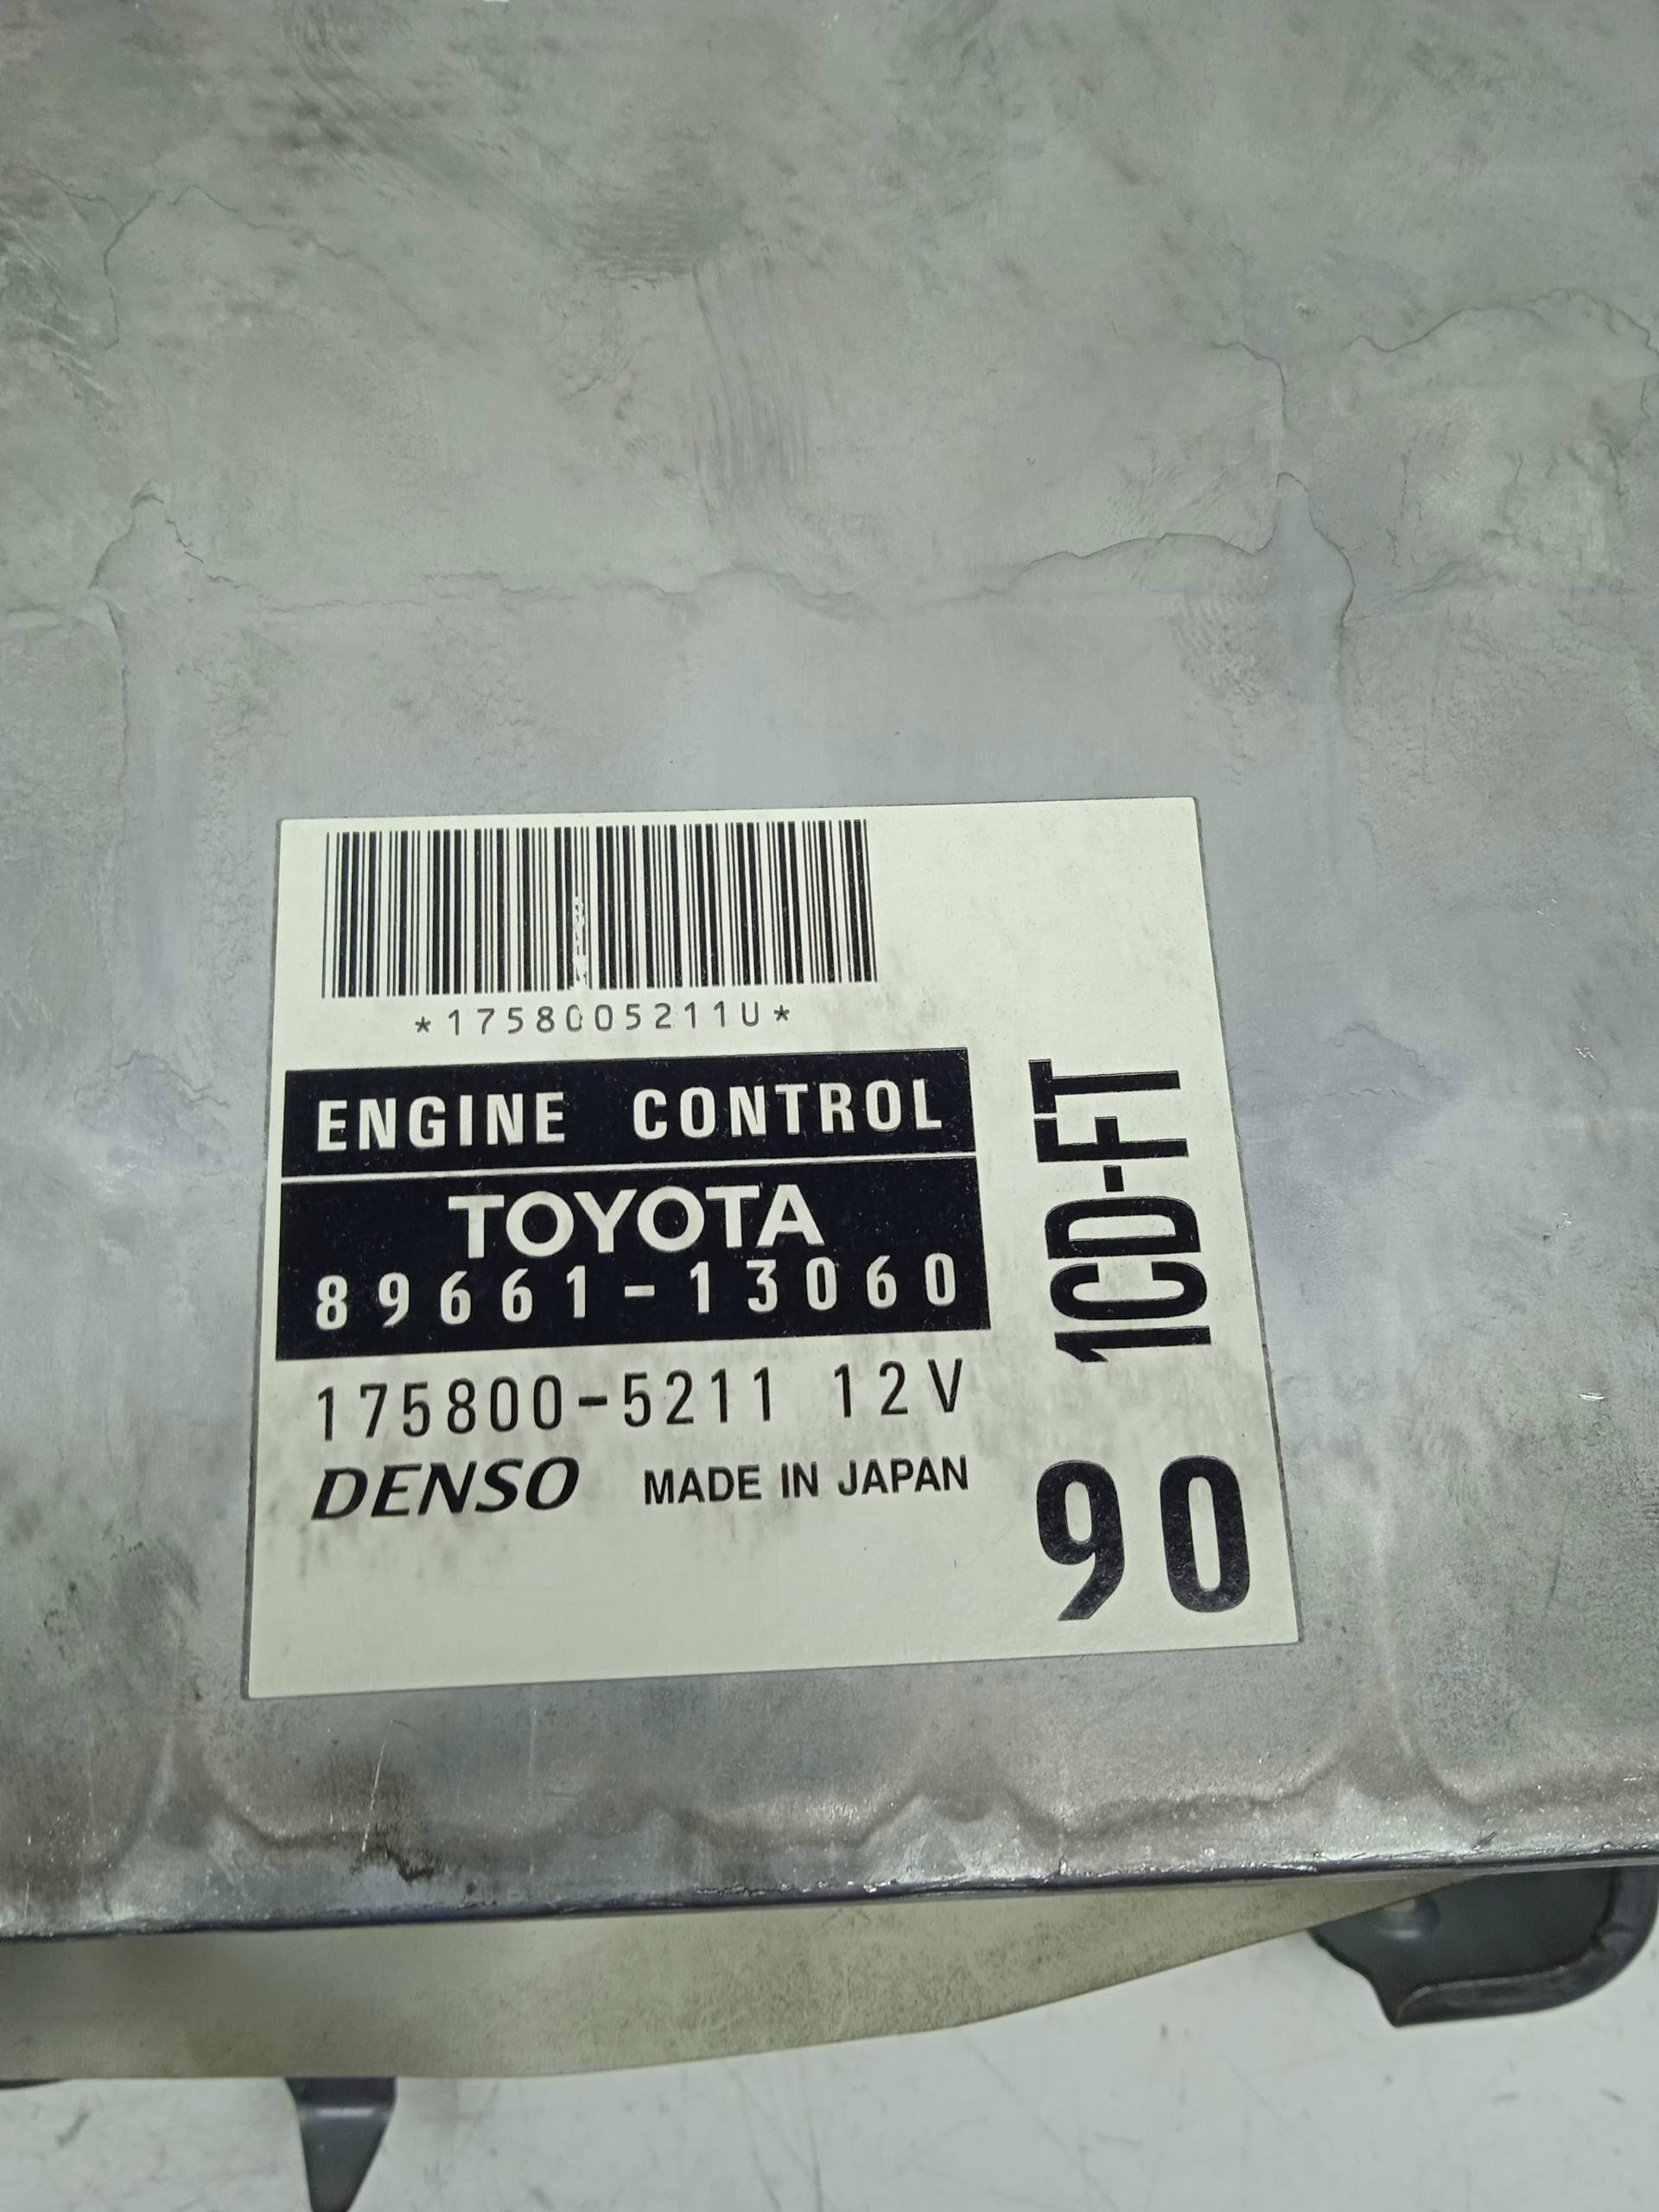 *1758005211U*
ENGINE CONTROL
TOYOTA
89661-13060
175800-5211 12V
DENSO MADE IN JAPAN
1CD-FT
90